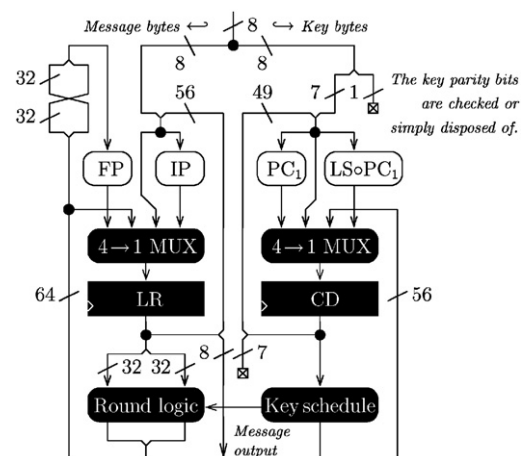 Message bytes
8
Key bytes
8
8
32
32
56
49
7
1
The key parity bits
are checked or
simply disposed of.
FP
IP
PC₁
LS∘PC₁
4→1 MUX
4→1 MUX
64
LR
CD
56
32
32
8
7
Round logic
Key schedule
Message
output